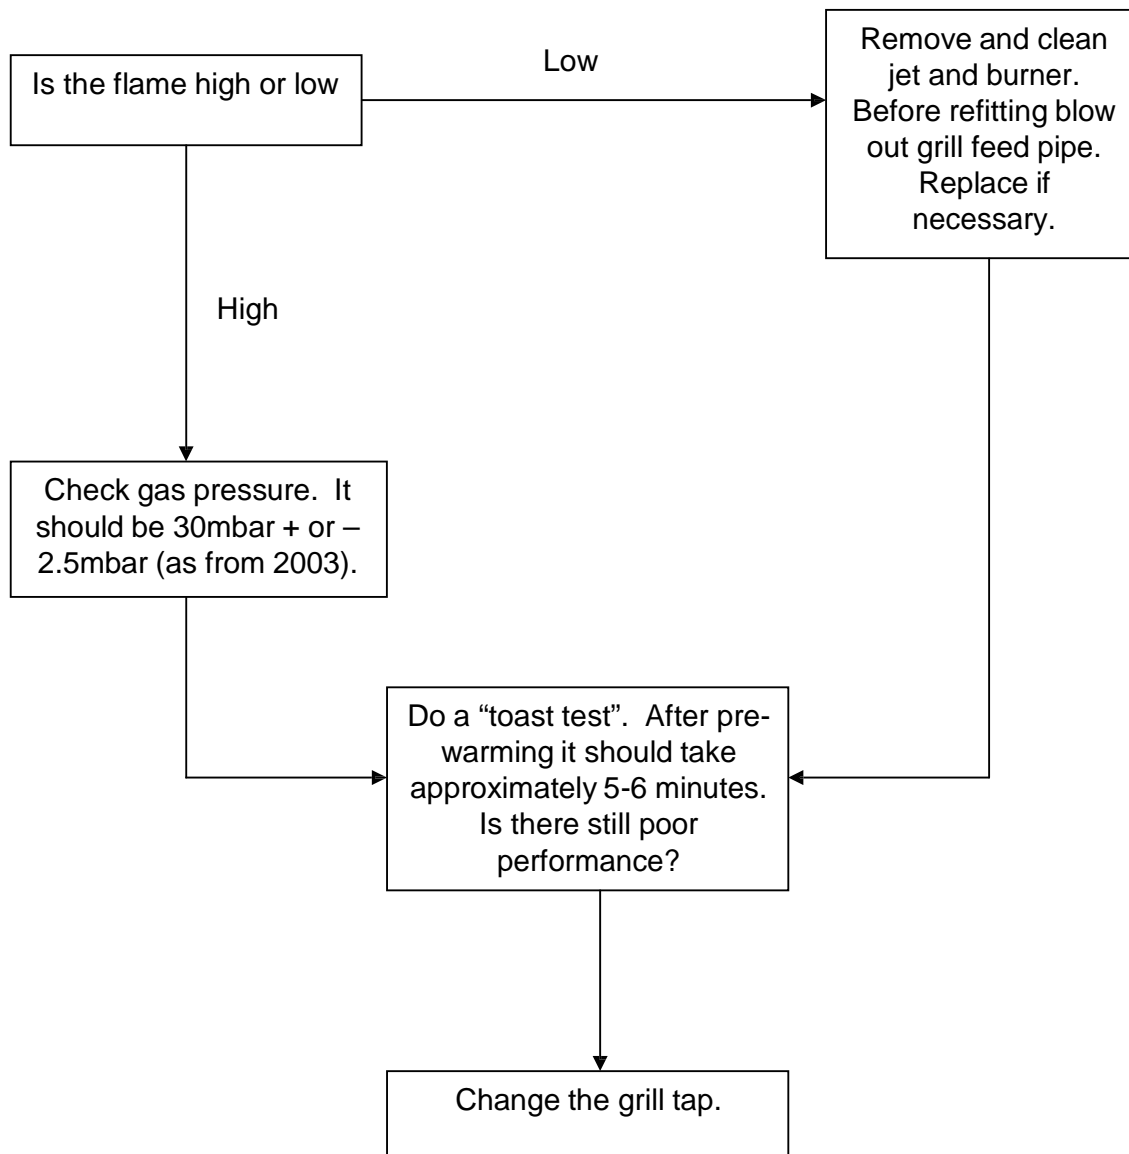 Is the flame high or low
Low
Remove and clean
jet and burner.
Before refitting blow
out grill feed pipe.
Replace if
necessary.
High
Check gas pressure.  It
should be 30mbar + or –
2.5mbar (as from 2003).
Do a “toast test”.  After pre-
warming it should take
approximately 5-6 minutes.
Is there still poor
performance?
Change the grill tap.